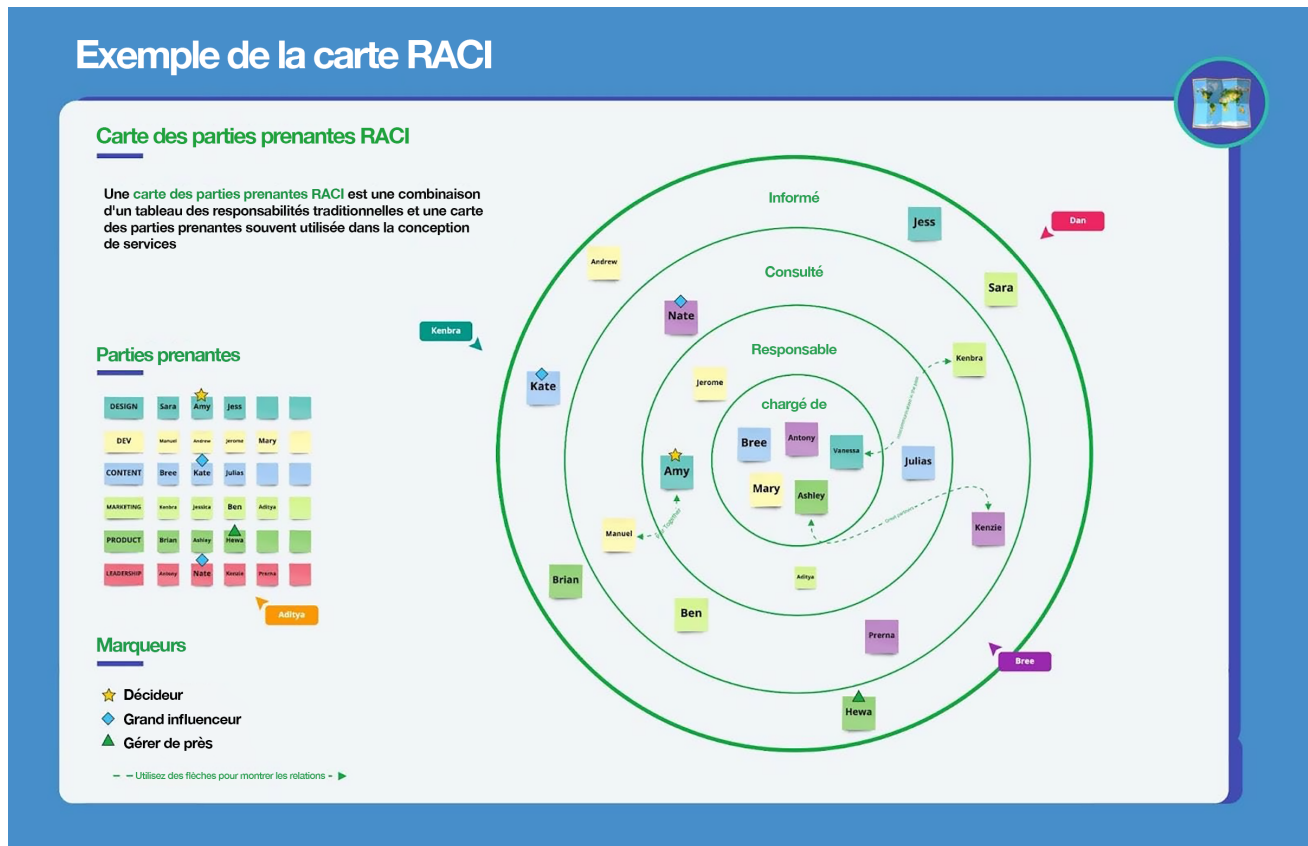 Exemple de la carte RACI
Carte des parties prenantes RACI
Une carte des parties prenantes RACI est une combinaison
d'un tableau des responsabilités traditionnelles et une carte
des parties prenantes souvent utilisée dans la conception
de services
Parties prenantes
DESIGN Sara Amy Jess
DEV Manuel Andrew Jerome Mary
CONTENT Bree Kate Julias
MARKETING Kenbra Jessica Ben Aditya
PRODUCT Brian Ashley Hewa
LEADERSHIP Antony Nate Kenzie Prerna
Aditya
Marqueurs
Décideur
Grand influenceur
Gérer de près
Utilisez des flèches pour montrer les relations
Informé
Jess
Dan
Andrew
Consulté
Sara
Nate
Kenbra
Responsable
Kenbra
Jerome
Kate
chargé de
Bree
Antony
Vanessa
Julias
Amy
Mary
Ashley
Manuel
Together
Great partners
Kenzie
Brian
Aditya
Ben
Prerna
Bree
Hewa